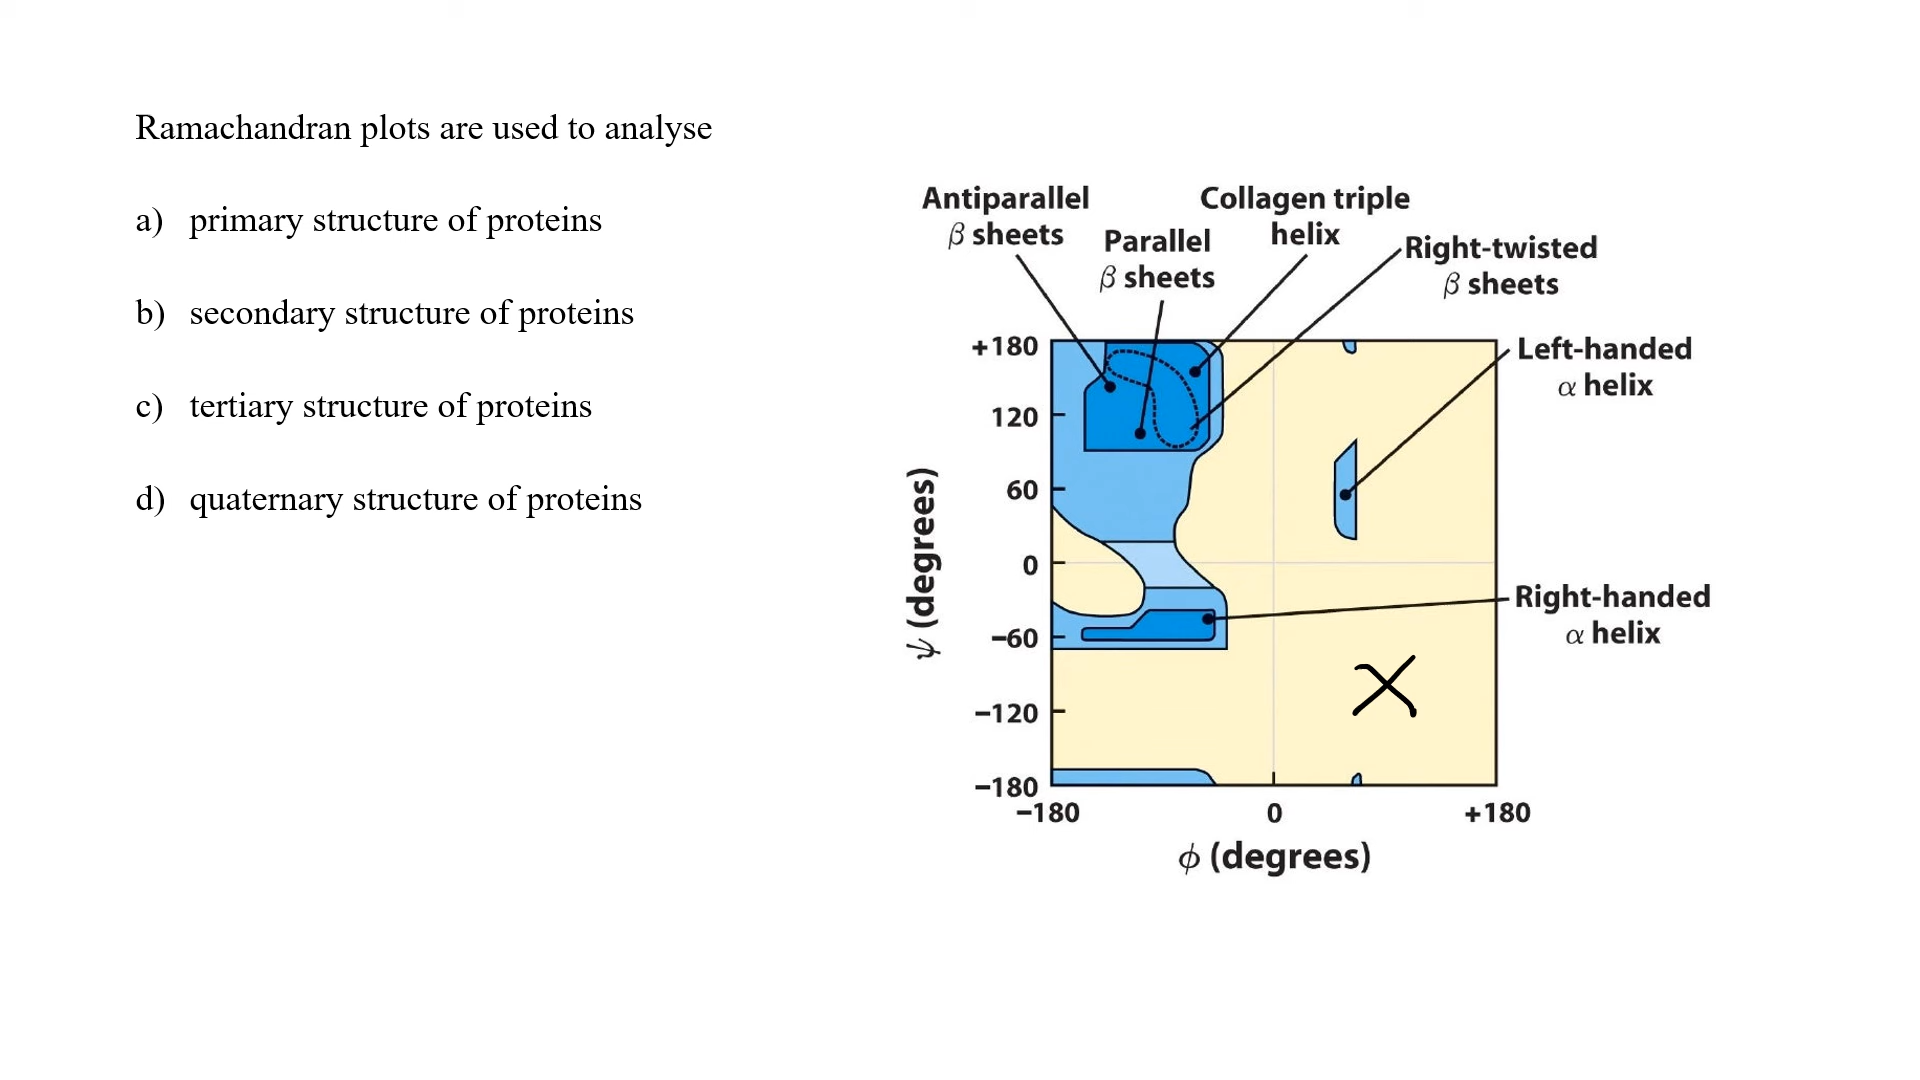 Ramachandran plots are used to analyse
a) primary structure of proteins
b) secondary structure of proteins
c) tertiary structure of proteins
d) quaternary structure of proteins
Antiparallel
β sheets
Parallel
β sheets
Collagen triple
helix
Right-twisted
β sheets
Left-handed
α helix
Right-handed
α helix
+180
120
60
0
−60
−120
−180
ψ (degrees)
−180 0 +180
ϕ (degrees)